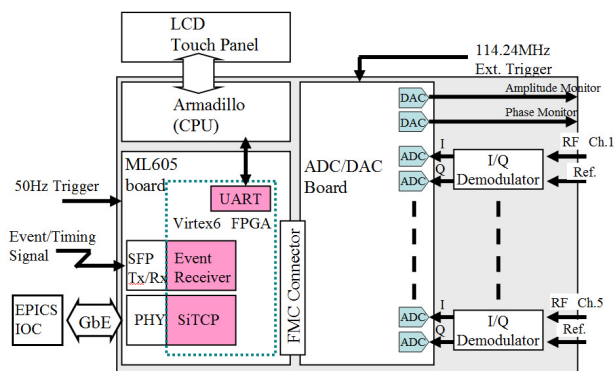 LCD
Touch Panel
114.24MHz
Ext. Trigger
Armadillo
(CPU)
DAC
Amplitude Monitor
DAC
Phase Monitor
ML605
board
ADC/DAC
Board
ADC
I
I/Q
Demodulator
RF Ch.1
ADC
Q
Ref.
50Hz Trigger
UART
Virtex6 FPGA
Event/Timing
Signal
SFP
Tx/Rx
Event
Receiver
FMC Connector
EPICS
IOC
GbE
PHY
SiTCP
ADC
I
I/Q
Demodulator
RF Ch.5
ADC
Q
Ref.